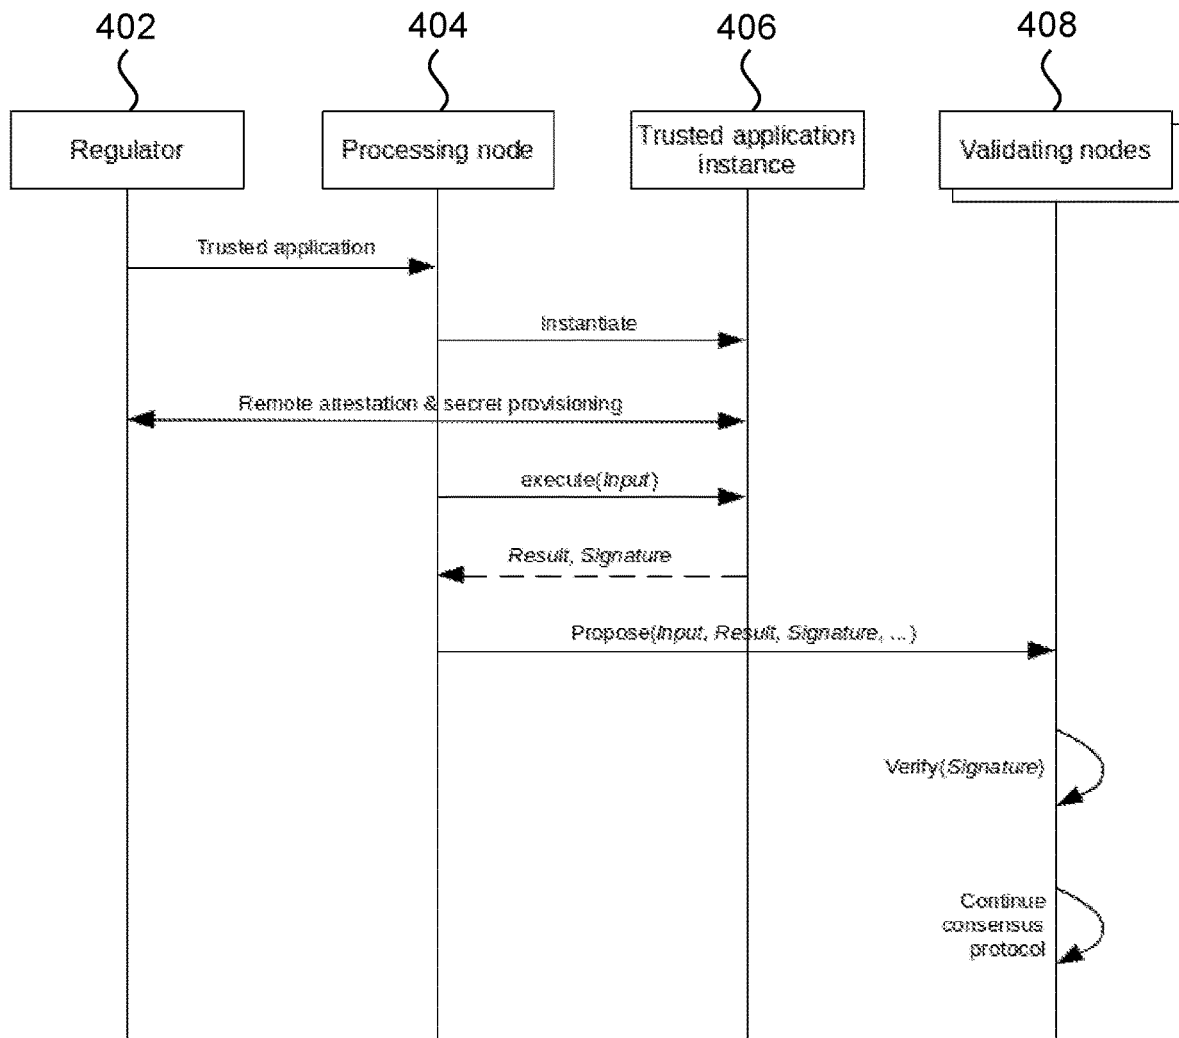 402
404
406
408
Regulator
Processing node
Trusted application
instance
Validating nodes
Trusted application
Instantiate
Remote attestation & secret provisioning
execute(Input)
Result, Signature
Propose(Input, Result, Signature, ...)
Verify(Signature)
Continue
consensus
protocol